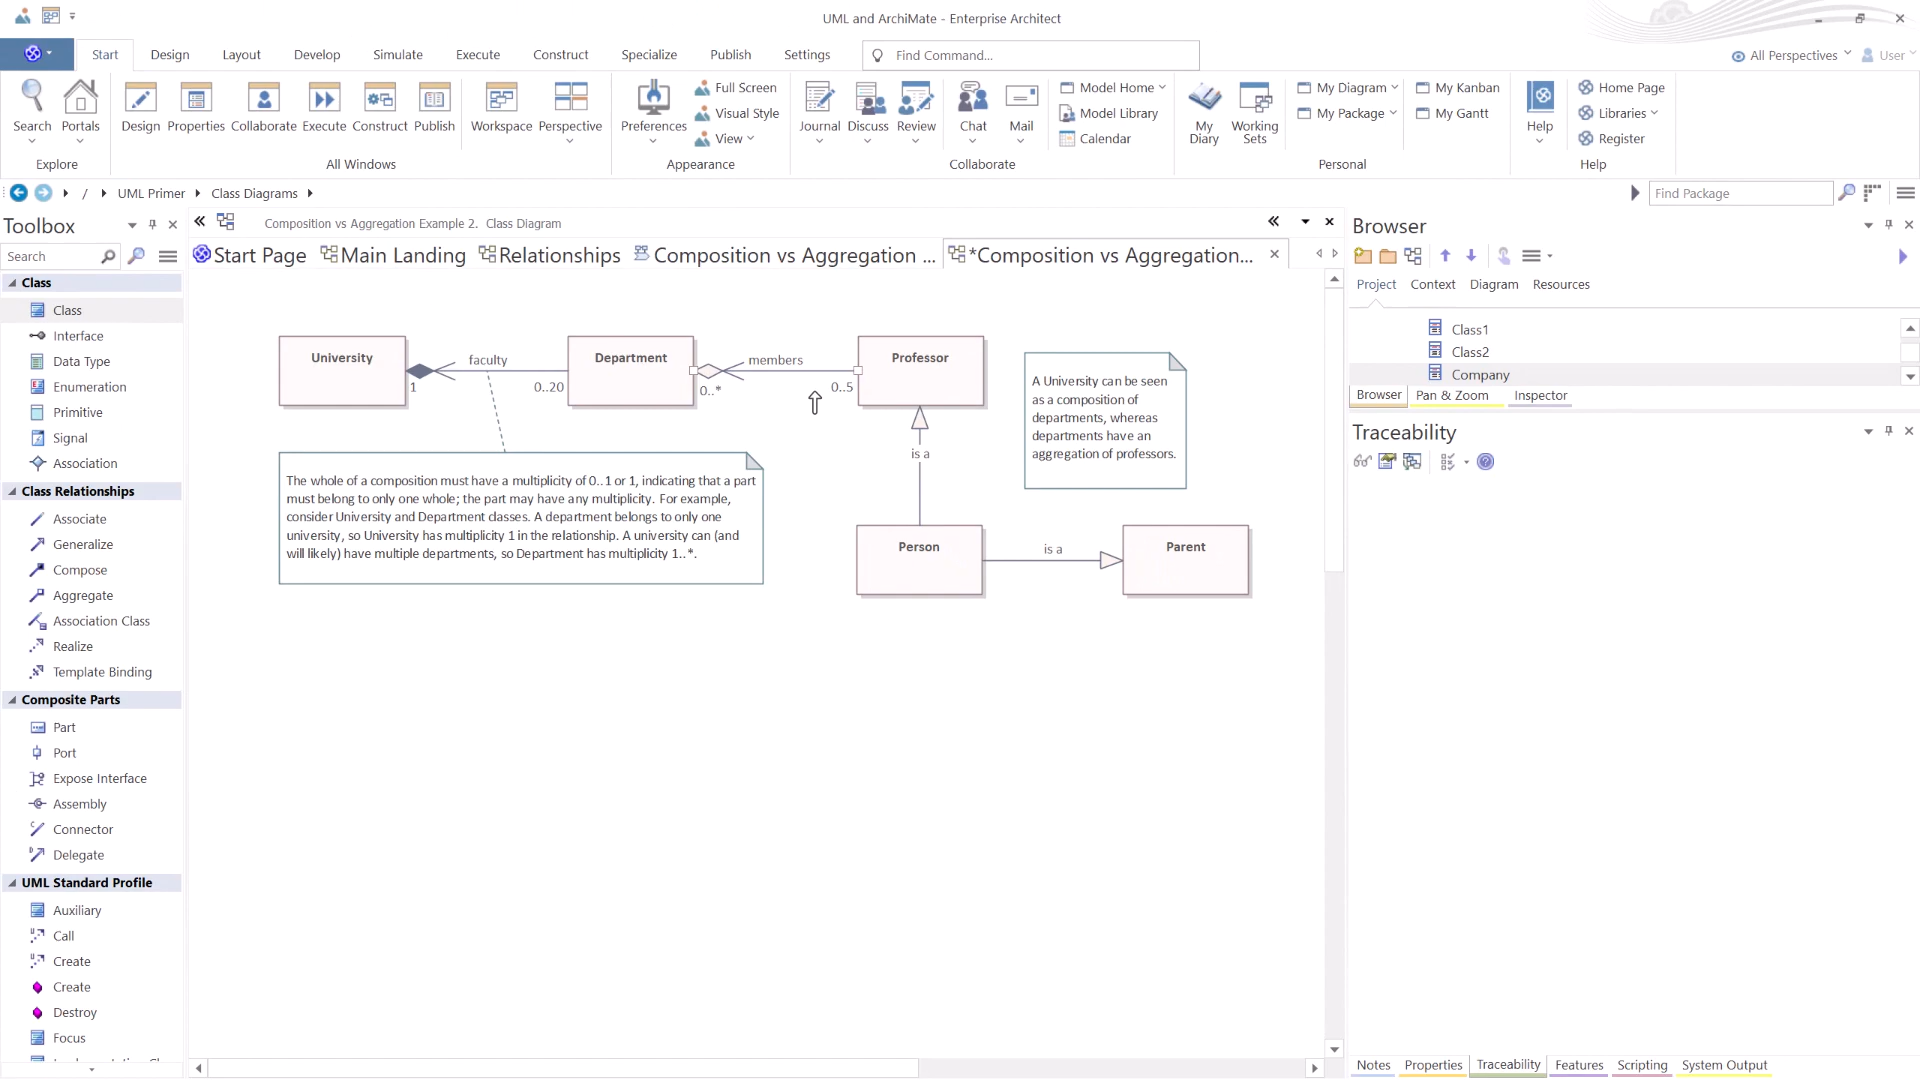 UML and ArchiMate - Enterprise Architect
Start
Design
Layout
Develop
Simulate
Execute
Construct
Specialize
Publish
Settings
Find Command...
All Perspectives
User
Search
Portals
Explore
Design
Properties
Collaborate
Execute
Construct
Publish
Workspace
Perspective
All Windows
Preferences
Full Screen
Visual Style
View
Appearance
Journal
Discuss
Review
Chat
Mail
Model Home
Model Library
Calendar
Collaborate
My
Diary
Working
Sets
My Diagram
My Package
My Kanban
My Gantt
Personal
Help
Home Page
Libraries
Register
Help
/
UML Primer
Class Diagrams
Find Package
Toolbox
Search
Class
Class
Interface
Data Type
Enumeration
Primitive
Signal
Association
Class Relationships
Associate
Generalize
Compose
Aggregate
Association Class
Realize
Template Binding
Composite Parts
Part
Port
Expose Interface
Assembly
Connector
Delegate
UML Standard Profile
Auxiliary
Call
Create
Create
Destroy
Focus
Composition vs Aggregation Example 2. Class Diagram
Start Page
Main Landing
Relationships
Composition vs Aggregation ...
*Composition vs Aggregation...
University
faculty
1
0..20
Department
members
0..*
0..5
Professor
A University can be seen
as a composition of
departments, whereas
departments have an
aggregation of professors.
is a
The whole of a composition must have a multiplicity of 0..1 or 1, indicating that a part
must belong to only one whole; the part may have any multiplicity. For example,
consider University and Department classes. A department belongs to only one
university, so University has multiplicity 1 in the relationship. A university can (and
will likely) have multiple departments, so Department has multiplicity 1..*.
Person
is a
Parent
Browser
Project
Context
Diagram
Resources
Class1
Class2
Company
Browser
Pan & Zoom
Inspector
Traceability
Notes
Properties
Traceability
Features
Scripting
System Output